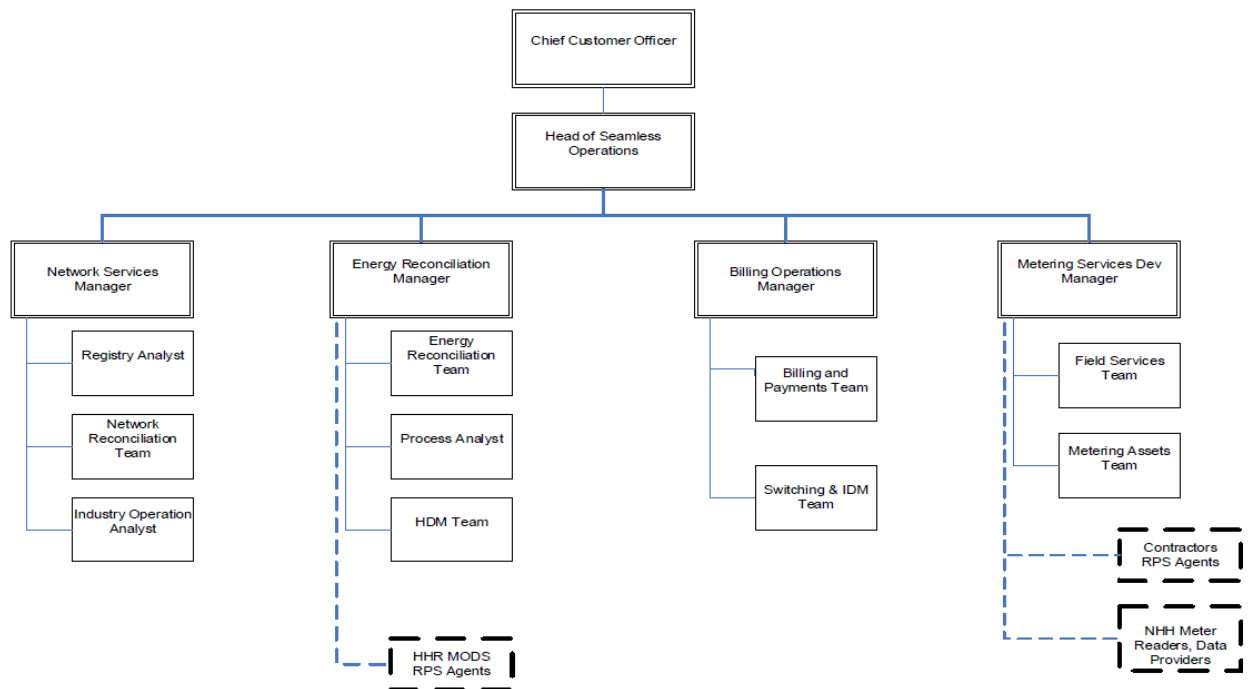 Chief Customer Officer
Head of Seamless
Operations
Network Services
Manager
Energy Reconciliation
Manager
Billing Operations
Manager
Metering Services Dev
Manager
Registry Analyst
Network
Reconciliation
Team
Industry Operation
Analyst
Energy
Reconciliation
Team
Process Analyst
HDM Team
HHR MODS
RPS Agents
Billing and
Payments Team
Switching & IDM
Team
Field Services
Team
Metering Assets
Team
Contractors
RPS Agents
NHH Meter
Readers, Data
Providers